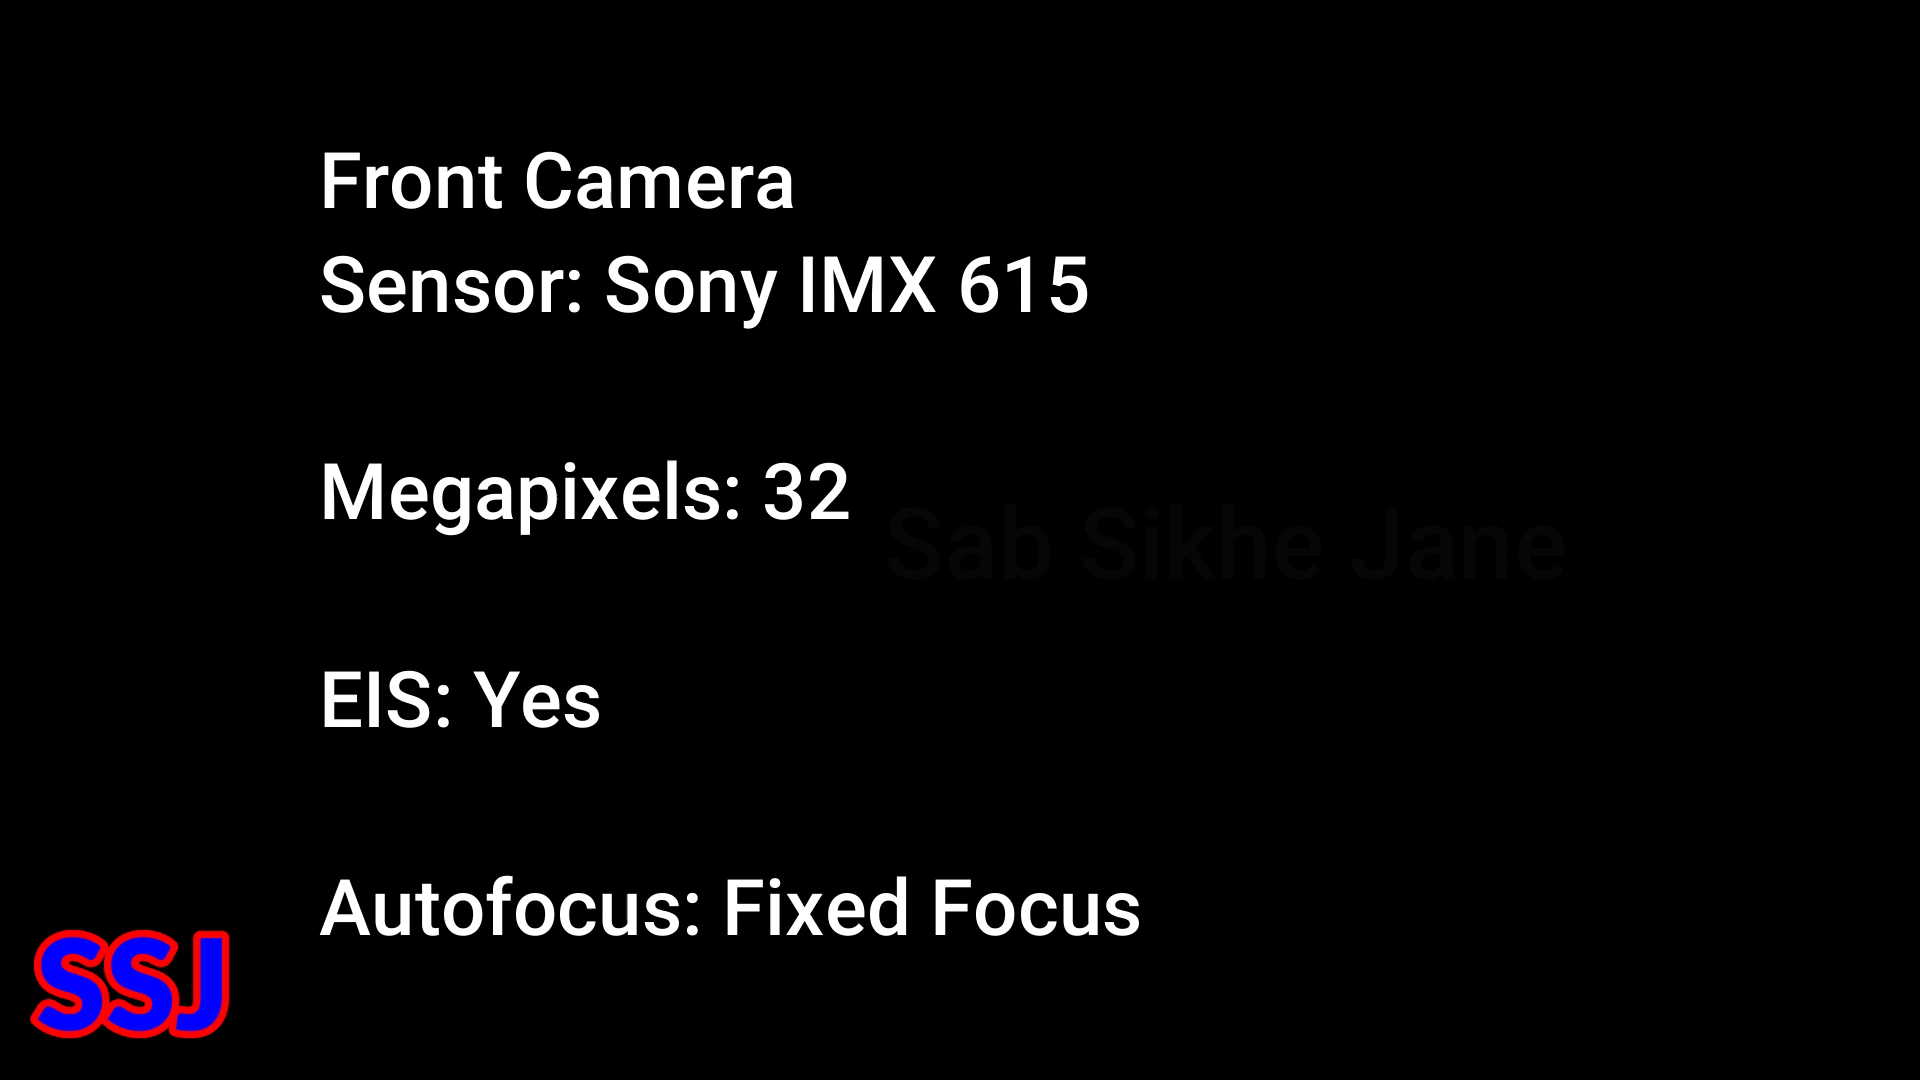 Front Camera
Sensor: Sony IMX 615
Megapixels: 32
Sab Sikhe Jane
EIS: Yes
Autofocus: Fixed Focus
SSJ